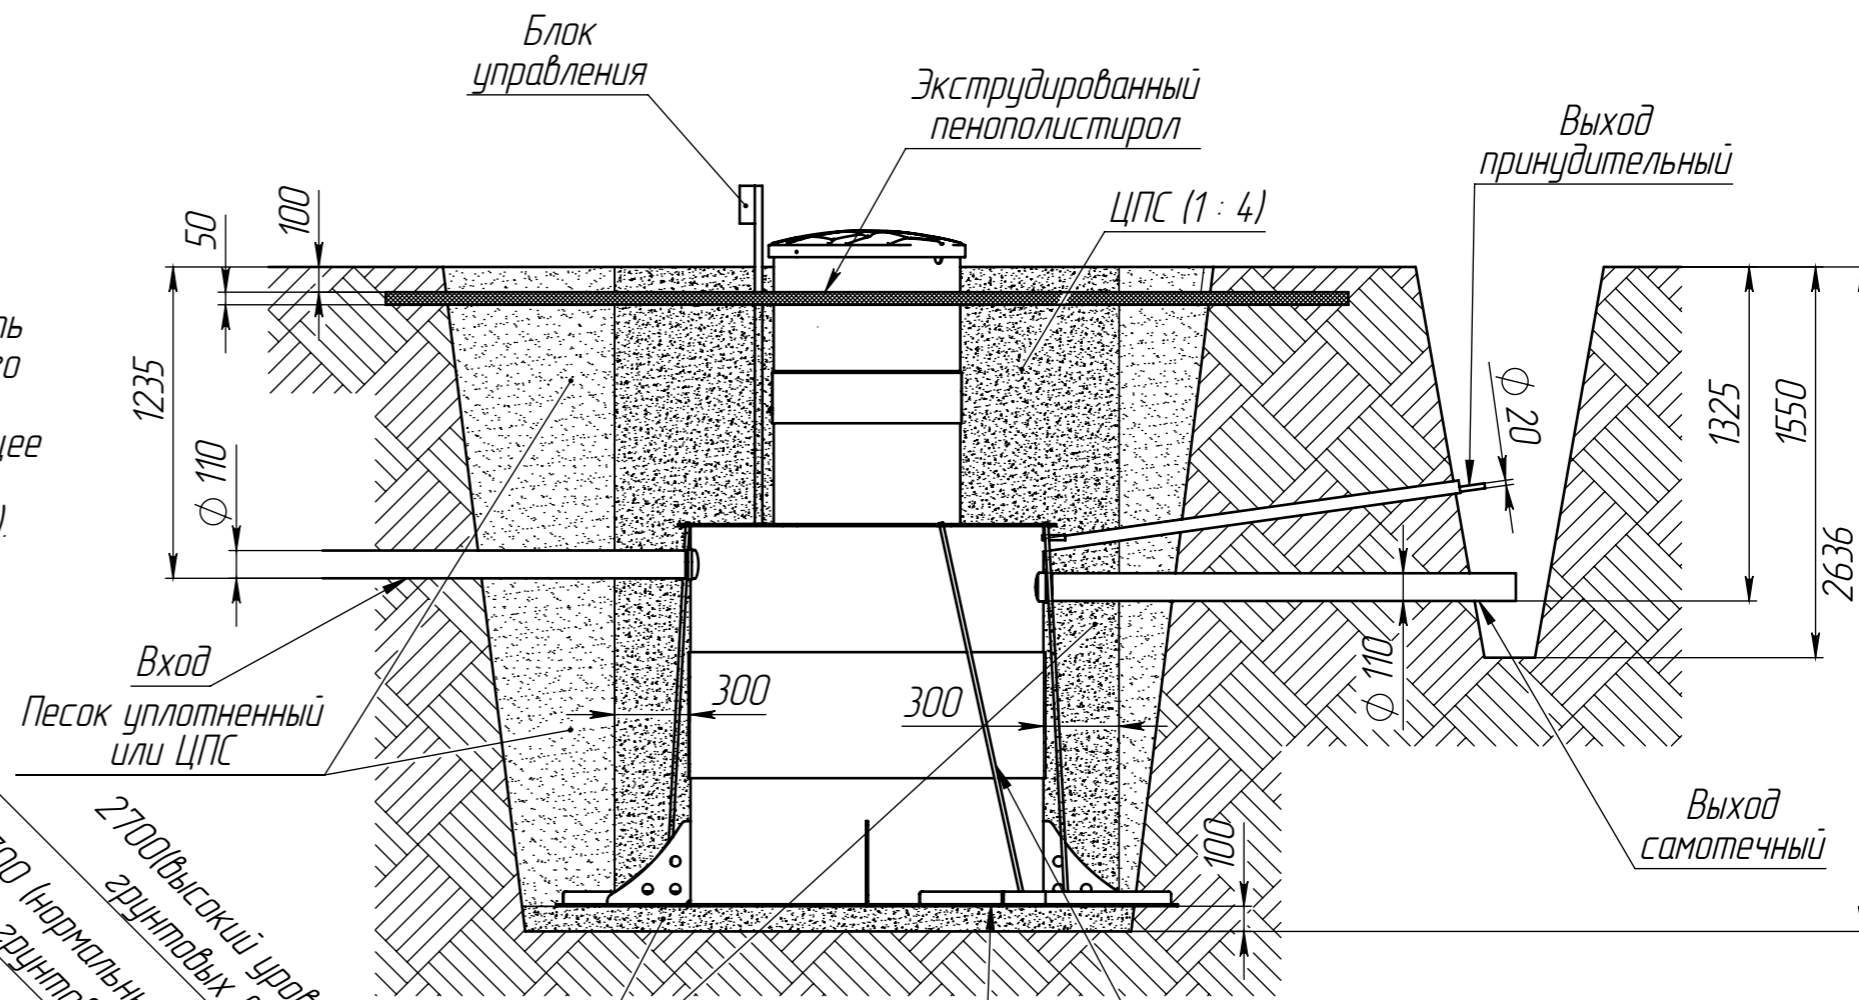 Блок
управления
Экструдированный
пенополистирол
Выход
принудительный
ЦПС (1 : 4)
50
100
1235
⌀ 110
⌀ 20
1325
1550
2636
Вход
Песок уплотненный
или ЦПС
300
300
⌀ 110
100
Выход
самотечный
2700(высокий
грунтовых
(нормальны